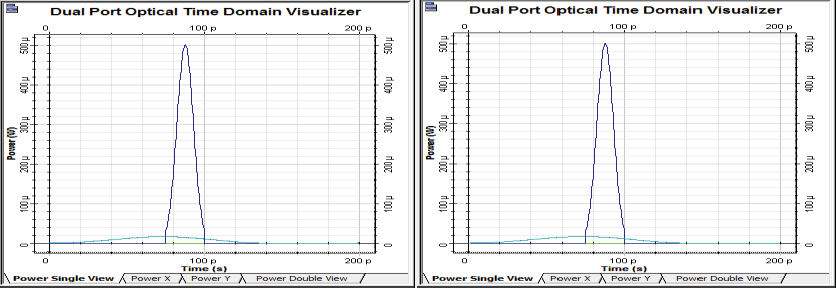 Dual Port Optical Time Domain Visualizer
0 100 p 200 p
500 µ 500 µ
400 µ 400 µ
300 µ 300 µ
200 µ 200 µ
100 µ 100 µ
0 0
Power (W)
0 100 p 200 p
Time (s)
Power Single View Power X Power Y Power Double View
Dual Port Optical Time Domain Visualizer
0 100 p 200 p
500 µ 500 µ
400 µ 400 µ
300 µ 300 µ
200 µ 200 µ
100 µ 100 µ
0 0
Power (W)
0 100 p 200 p
Time (s)
Power Single View Power X Power Y Power Double View